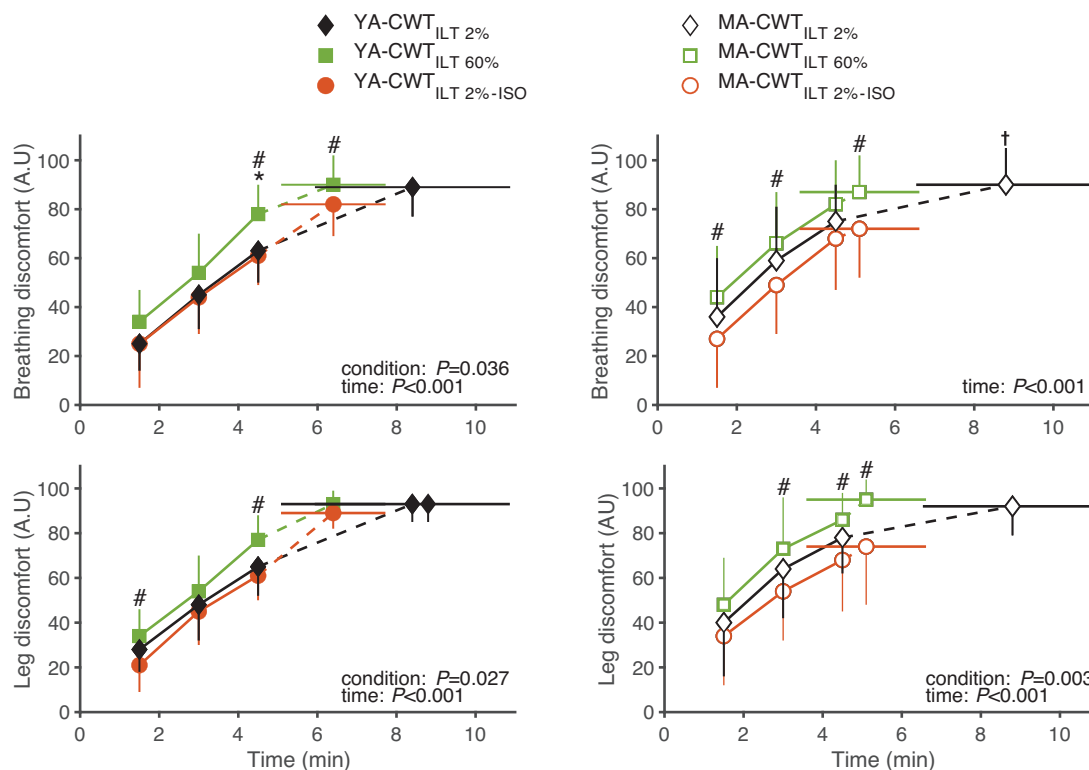 YA-CWT ILT 2%
YA-CWT ILT 60%
YA-CWT ILT 2%-ISO
MA-CWT ILT 2%
MA-CWT ILT 60%
MA-CWT ILT 2%-ISO
Breathing discomfort (A.U)
100
80
60
40
20
0
#
*
#
condition: P=0.036
time: P<0.001
2 4 6 8 10
Breathing discomfort (A.U)
100
80
60
40
20
0
#
#
#
†
time: P<0.001
0 2 4 6 8 10
Leg discomfort (A.U)
100
80
60
40
20
0
#
#
condition: P=0.027
time: P<0.001
0 2 4 6 8 10
Time (min)
Leg discomfort (AU)
100
80
60
40
20
0
#
#
#
condition: P=0.003
time: P<0.001
0 2 4 6 8 10
Time (min)